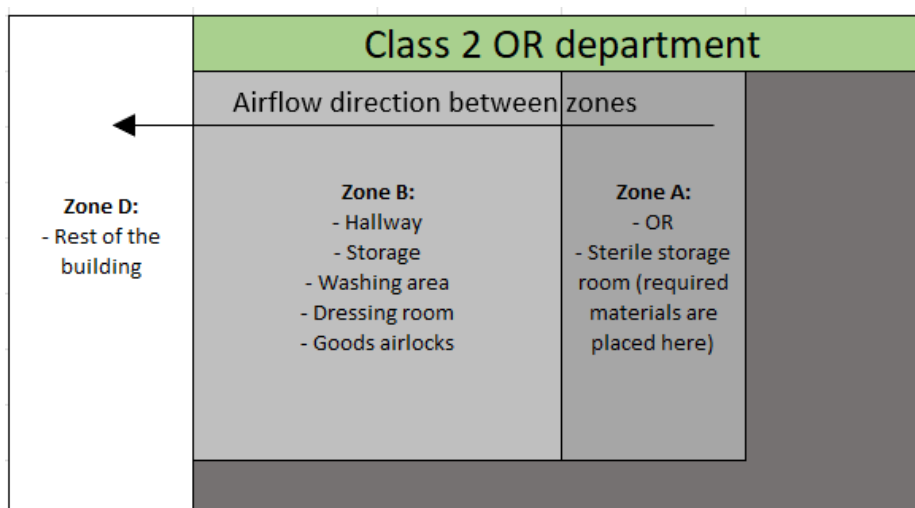 Class 2 OR department
Airflow direction between zones
Zone D:
- Rest of the
building
Zone B:
- Hallway
- Storage
- Washing area
- Dressing room
- Goods airlocks
Zone A:
- OR
- Sterile storage
room (required
materials are
placed here)